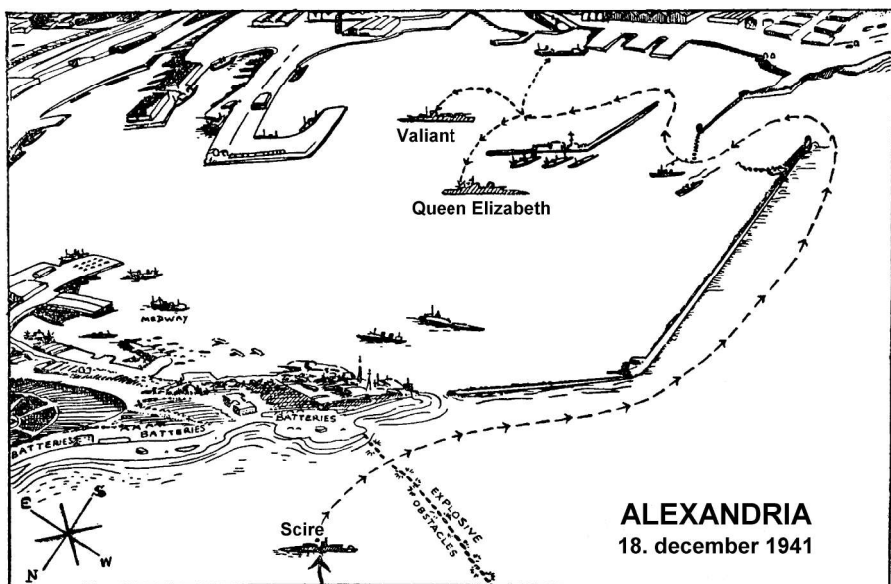 Valiant
Queen Elizabeth
MEDWAY
BATTERIES
BATTERIES
BATTERIES
EXPLOSIVE
OBSTACLES
Scire
E
S
N
W
ALEXANDRIA
18. december 1941